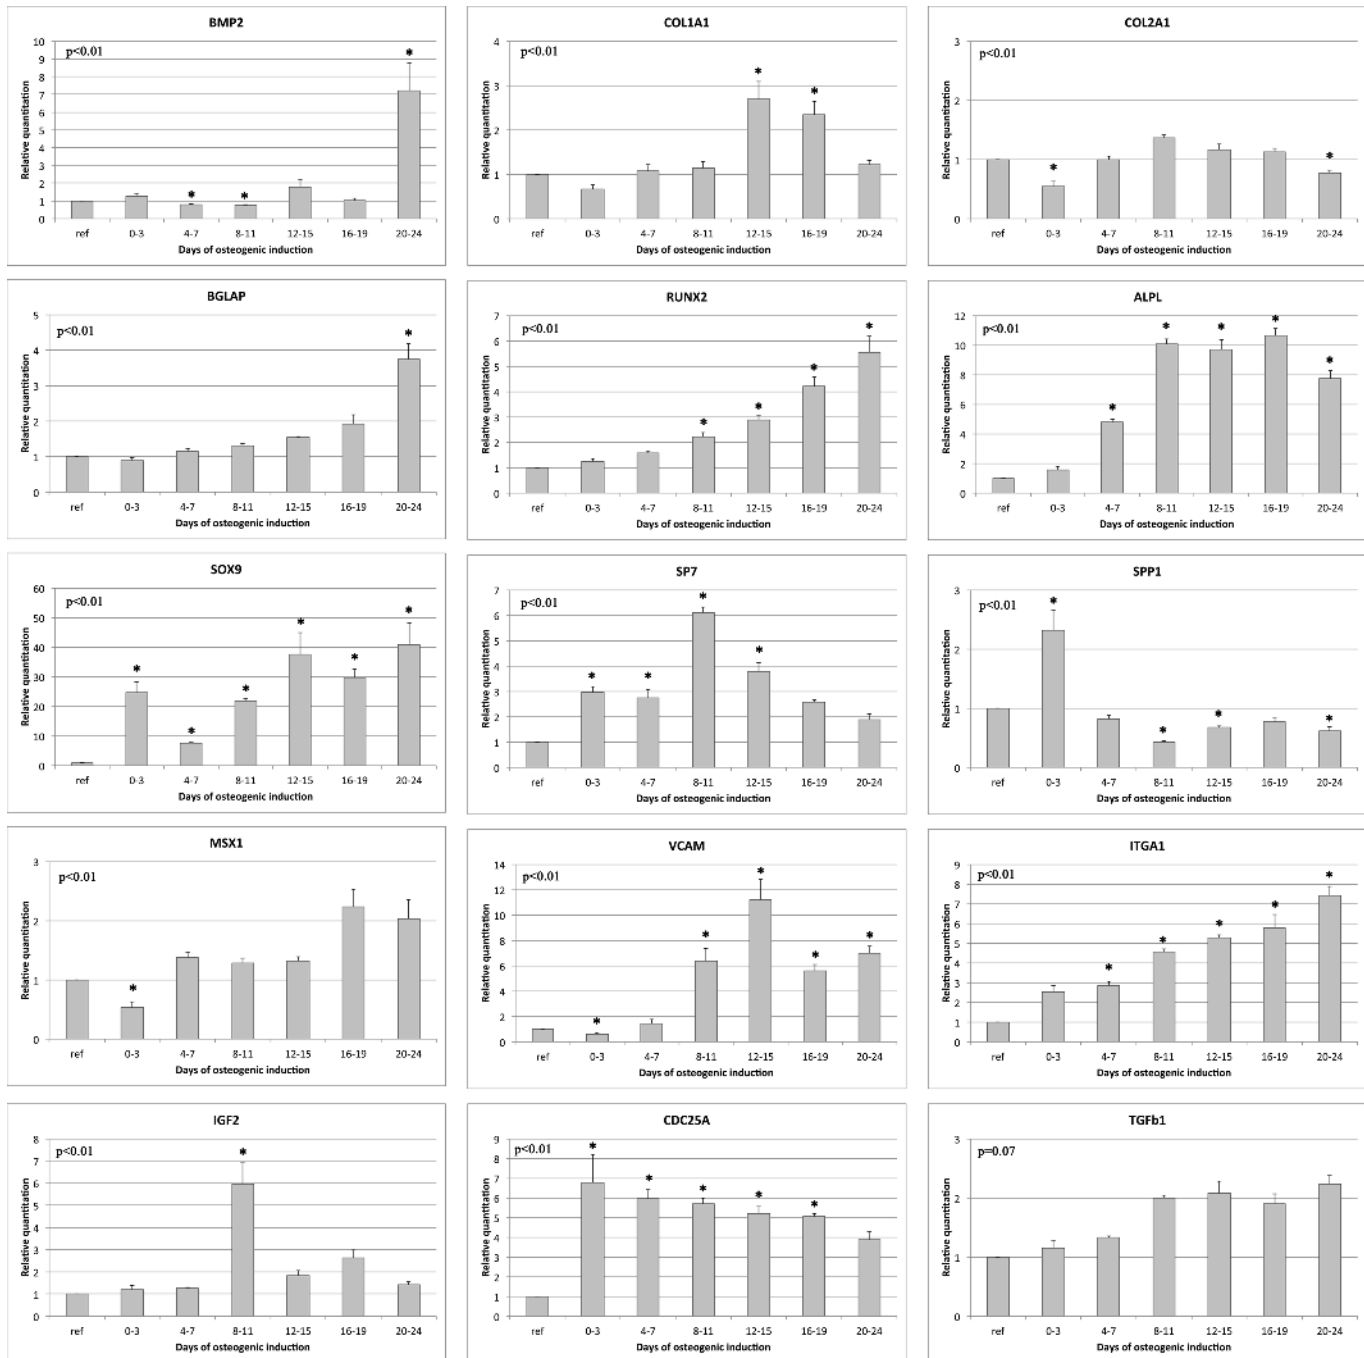 BMP2
p<0.01
Relative quantitation
10
9
8
7
6
5
4
3
2
1
0
* * *
ref 0-3 4-7 8-11 12-15 16-19 20-24
Days of osteogenic induction
COL1A1
p<0.01
Relative quantitation
4
3
2
1
0
* *
ref 0-3 4-7 8-11 12-15 16-19 20-24
Days of osteogenic induction
COL2A1
p<0.01
Relative quantitation
3
2
1
0
* *
ref 0-3 4-7 8-11 12-15 16-19 20-24
Days of osteogenic induction
BGLAP
p<0.01
Relative quantitation
5
4
3
2
1
0
*
ref 0-3 4-7 8-11 12-15 16-19 20-24
Days of osteogenic induction
RUNX2
p<0.01
Relative quantitation
7
6
5
4
3
2
1
0
* * * *
ref 0-3 4-7 8-11 12-15 16-19 20-24
Days of osteogenic induction
ALPL
p<0.01
Relative quantitation
12
10
8
6
4
2
0
* * * * *
ref 0-3 4-7 8-11 12-15 16-19 20-24
Days of osteogenic induction
SOX9
p<0.01
Relative quantitation
60
50
40
30
20
10
0
* * * * * *
ref 0-3 4-7 8-11 12-15 16-19 20-24
Days of osteogenic induction
SP7
p<0.01
Relative quantitation
7
6
5
4
3
2
1
0
* * * *
ref 0-3 4-7 8-11 12-15 16-19 20-24
Days of osteogenic induction
SPP1
p<0.01
Relative quantitation
3
2
1
0
* * * *
ref 0-3 4-7 8-11 12-15 16-19 20-24
Days of osteogenic induction
MSX1
p<0.01
Relative quantitation
3
2
1
0
*
ref 0-3 4-7 8-11 12-15 16-19 20-24
Days of osteogenic induction
VCAM
p<0.01
Relative quantitation
14
12
10
8
6
4
2
0
* * * * *
ref 0-3 4-7 8-11 12-15 16-19 20-24
Days of osteogenic induction
ITGA1
p<0.01
Relative quantitation
9
8
7
6
5
4
3
2
1
0
* * * * *
ref 0-3 4-7 8-11 12-15 16-19 20-24
Days of osteogenic induction
IGF2
p<0.01
Relative quantitation
8
7
6
5
4
3
2
1
0
*
ref 0-3 4-7 8-11 12-15 16-19 20-24
Days of osteogenic induction
CDC25A
p<0.01
Relative quantitation
9
8
7
6
5
4
3
2
1
0
* * * * *
ref 0-3 4-7 8-11 12-15 16-19 20-24
Days of osteogenic induction
TGFb1
p=0.07
Relative quantitation
3
2
1
0
ref 0-3 4-7 8-11 12-15 16-19 20-24
Days of osteogenic induction